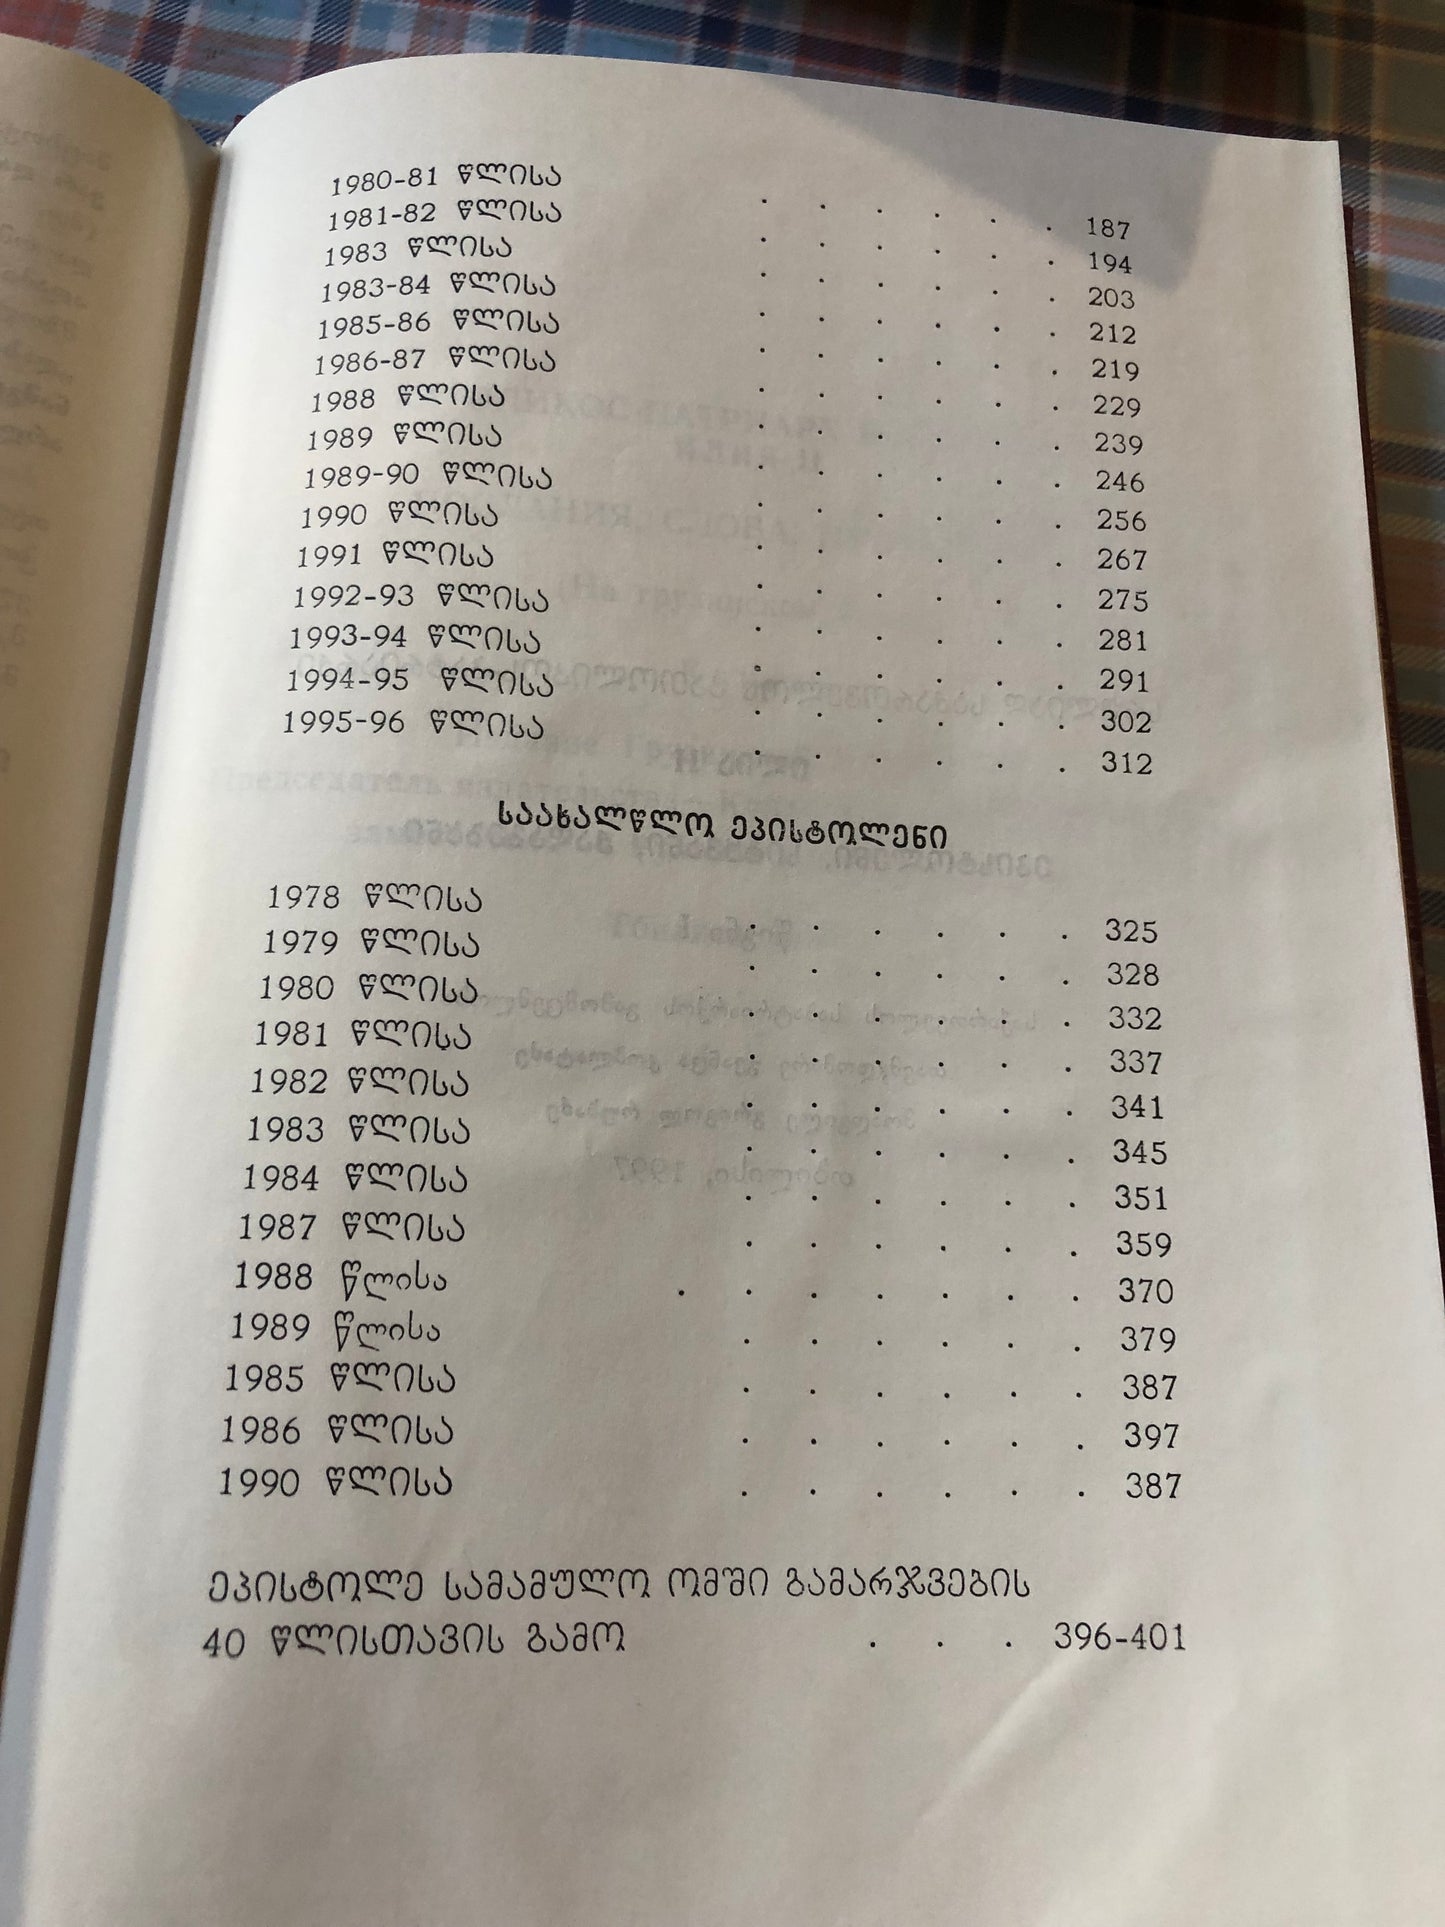 1980-81 წლისა . . . . . . 187
1981-82 წლისა . . . . . . 194
1983 წლისა . . . . . . 203
1983-84 წლისა . . . . . . 212
1985-86 წლისა . . . . . . 219
1986-87 წლისა . . . . . . 229
1988 წლისა . . . . . . 239
1989 წლისა . . . . . . 246
1989-90 წლისა . . . . . . 256
1990 წლისა . . . . . . 267
1991 წლისა . . . . . . 275
1992-93 წლისა . . . . . . 281
1993-94 წლისა . . . . . . 291
1994-95 წლისა . . . . . . 302
1995-96 წლისა . . . . . . 312
საახალწლო ეპისტოლენი
1978 წლისა . . . . . . 325
1979 წლისა . . . . . . 328
1980 წლისა . . . . . . 332
1981 წლისა . . . . . . 337
1982 წლისა . . . . . . 341
1983 წლისა . . . . . . 345
1984 წლისა . . . . . . 351
1987 წლისა . . . . . . 359
1988 წლისა . . . . . . . 370
1989 წლისა . . . . . . 379
1985 წლისა . . . . . . 387
1986 წლისა . . . . . . 397
1990 წლისა . . . . . . 387
ეპისტოლე სამამულო ომში გამარჯვების
40 წლისთავის გამო . . . 396-401